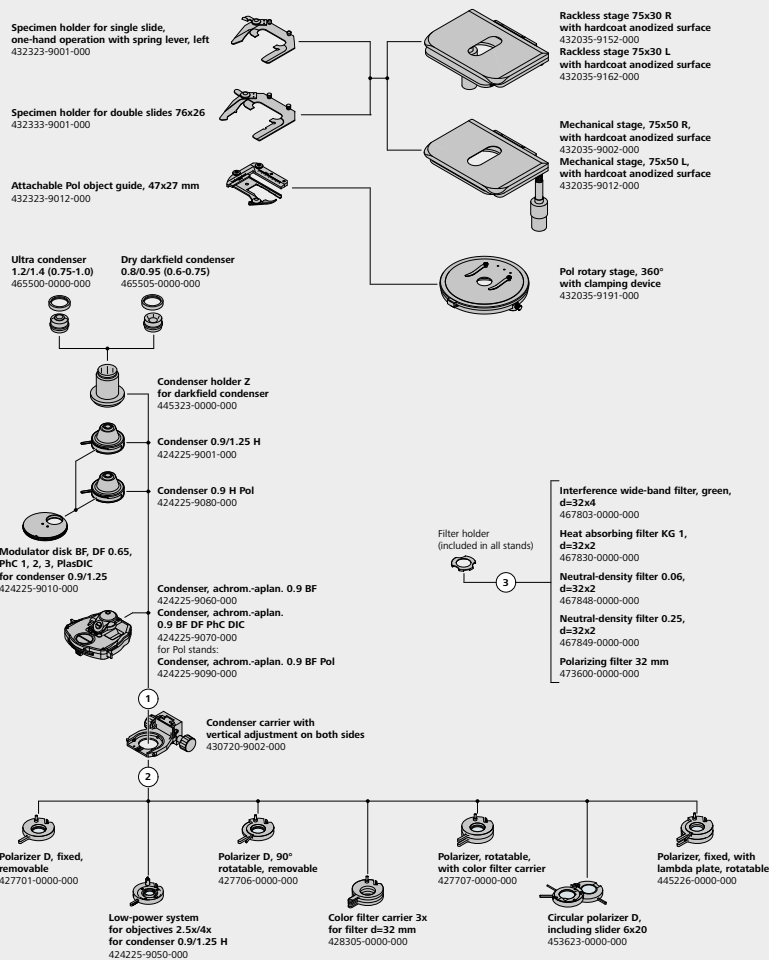 Specimen holder for single slide,
one-hand operation with spring lever, left
432323-9001-000
Specimen holder for double slides 76x26
432333-9001-000
Attachable Pol object guide, 47x27 mm
432323-9012-000
Rackless stage 75x30 R
with hardcoat anodized surface
432035-9152-000
Rackless stage 75x30 L
with hardcoat anodized surface
432035-9162-000
Mechanical stage, 75x50 R,
with hardcoat anodized surface
432035-9002-000
Mechanical stage, 75x50 L,
with hardcoat anodized surface
432035-9012-000
Pol rotary stage, 360°
with clamping device
432035-9191-000
Ultra condenser
1.2/1.4 (0.75-1.0)
465500-0000-000
Dry darkfield condenser
0.8/0.95 (0.6-0.75)
465505-0000-000
Condenser holder Z
for darkfield condenser
445323-0000-000
Condenser 0.9/1.25 H
424225-9001-000
Condenser 0.9 H Pol
424225-9080-000
Modulator disk BF, DF 0.65,
PhC 1, 2, 3, PlasDIC
for condenser 0.9/1.25
424225-9010-000
Condenser, achrom.-aplan. 0.9 BF
424225-9060-000
Condenser, achrom.-aplan.
0.9 BF DF PhC DIC
424225-9070-000
for Pol stands:
Condenser, achrom.-aplan. 0.9 BF Pol
424225-9090-000
Filter holder
(included in all stands)
3
Interference wide-band filter, green,
d=32x4
467803-0000-000
Heat absorbing filter KG 1,
d=32x2
467830-0000-000
Neutral-density filter 0.06,
d=32x2
467848-0000-000
Neutral-density filter 0.25,
d=32x2
467849-0000-000
Polarizing filter 32 mm
473600-0000-000
1
Condenser carrier with
vertical adjustment on both sides
430720-9002-000
2
Polarizer D, fixed,
removable
427701-0000-000
Low-power system
for objectives 2.5x/4x
for condenser 0.9/1.25 H
424225-9050-000
Polarizer D, 90°
rotatable, removable
427706-0000-000
Color filter carrier 3x
for filter d=32 mm
428305-0000-000
Polarizer, rotatable,
with color filter carrier
427707-0000-000
Circular polarizer D,
including slider 6x20
453623-0000-000
Polarizer, fixed, with
lambda plate, rotatable
445226-0000-000